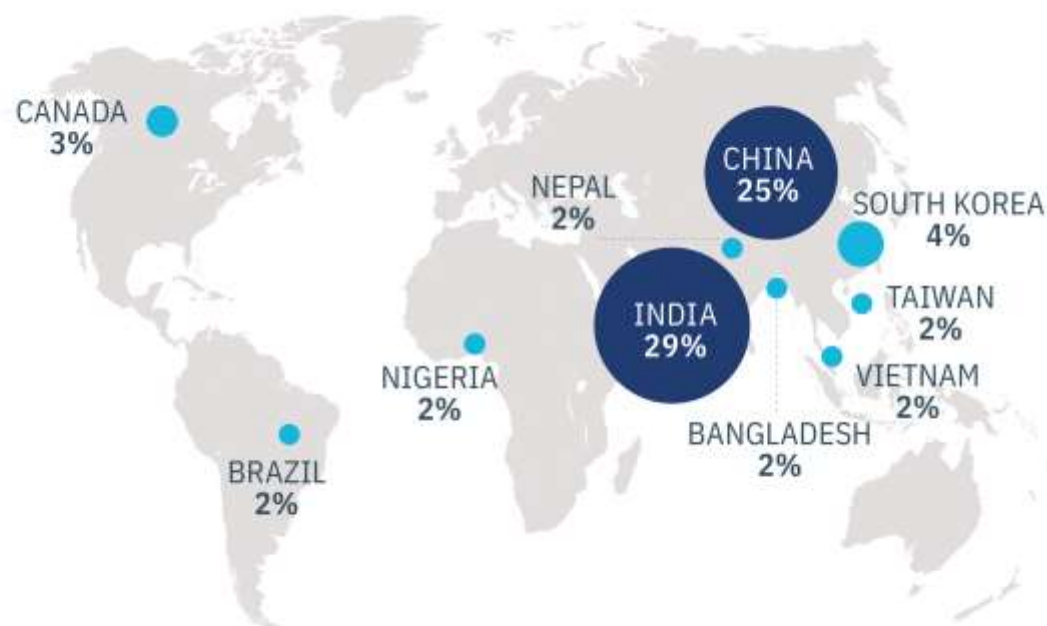 CANADA
3%
CHINA
25%
NEPAL
2%
SOUTH KOREA
4%
INDIA
29%
TAIWAN
2%
NIGERIA
2%
VIETNAM
2%
BANGLADESH
2%
BRAZIL
2%